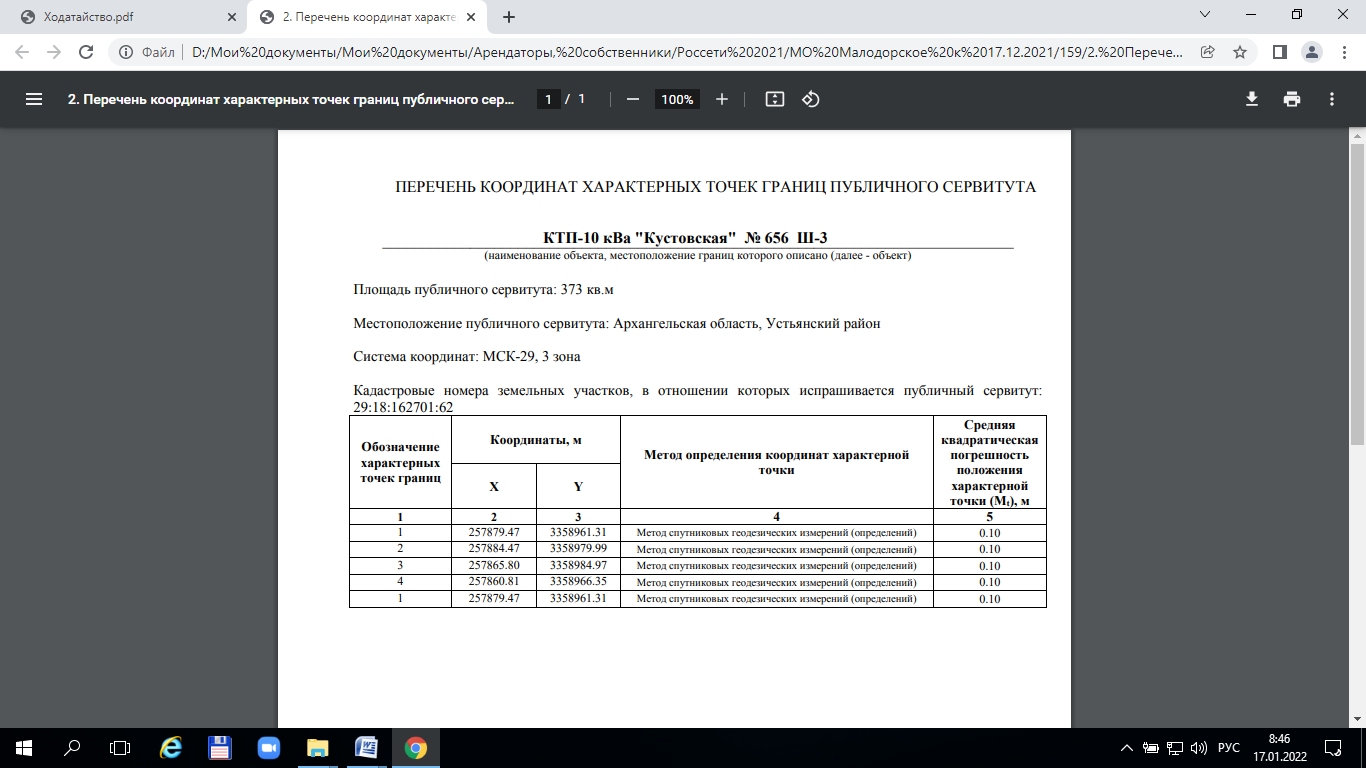 Ходатайство.pdf
2. Перечень координат характе
Файл
D:/Мои%20документы/Мои%20документы/Арендаторы,%20собственники/Россети%202021/МО%20Малодорское%20к%2017.12.2021/159/2.%20Перече...
2. Перечень координат характерных точек границ публичного сер...
1 / 1
100%
ПЕРЕЧЕНЬ КООРДИНАТ ХАРАКТЕРНЫХ ТОЧЕК ГРАНИЦ ПУБЛИЧНОГО СЕРВИТУТА
КТП-10 кВа "Кустовская" № 656 Ш-3
(наименование объекта, местоположение границ которого описано (далее - объект)
Площадь публичного сервитута: 373 кв.м
Местоположение публичного сервитута: Архангельская область, Устьянский район
Система координат: МСК-29, 3 зона
Кадастровые номера земельных участков, в отношении которых испрашивается публичный сервитут:
29:18:162701:62
Обозначение
характерных
точек границ
Координаты, м
X
Y
Метод определения координат характерной
точки
Средняя
квадратическая
погрешность
положения
характерной
точки (Mt), м
1 2 3 4 5
1 257879.47 3358961.31 Метод спутниковых геодезических измерений (определений) 0.10
2 257884.47 3358979.99 Метод спутниковых геодезических измерений (определений) 0.10
3 257865.80 3358984.97 Метод спутниковых геодезических измерений (определений) 0.10
4 257860.81 3358966.35 Метод спутниковых геодезических измерений (определений) 0.10
1 257879.47 3358961.31 Метод спутниковых геодезических измерений (определений) 0.10
РУС
8:46
17.01.2022